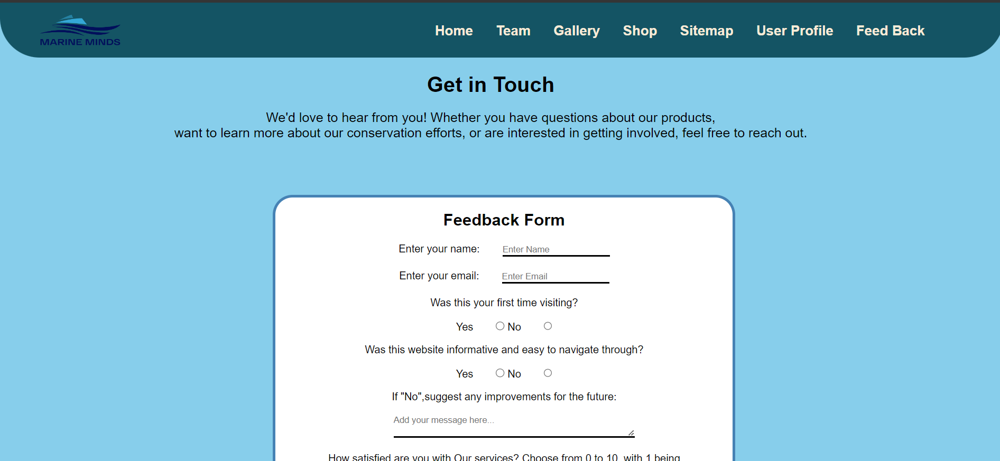 MARINE MINDS
Home Team Gallery Shop Sitemap User Profile Feed Back
Get in Touch
We'd love to hear from you! Whether you have questions about our products,
want to learn more about our conservation efforts, or are interested in getting involved, feel free to reach out.
Feedback Form
Enter your name: Enter Name
Enter your email: Enter Email
Was this your first time visiting?
Yes No
Was this website informative and easy to navigate through?
Yes No
If "No",suggest any improvements for the future:
Add your message here...
How satisfied are you with Our services? Choose from 0 to 10, with 1 being